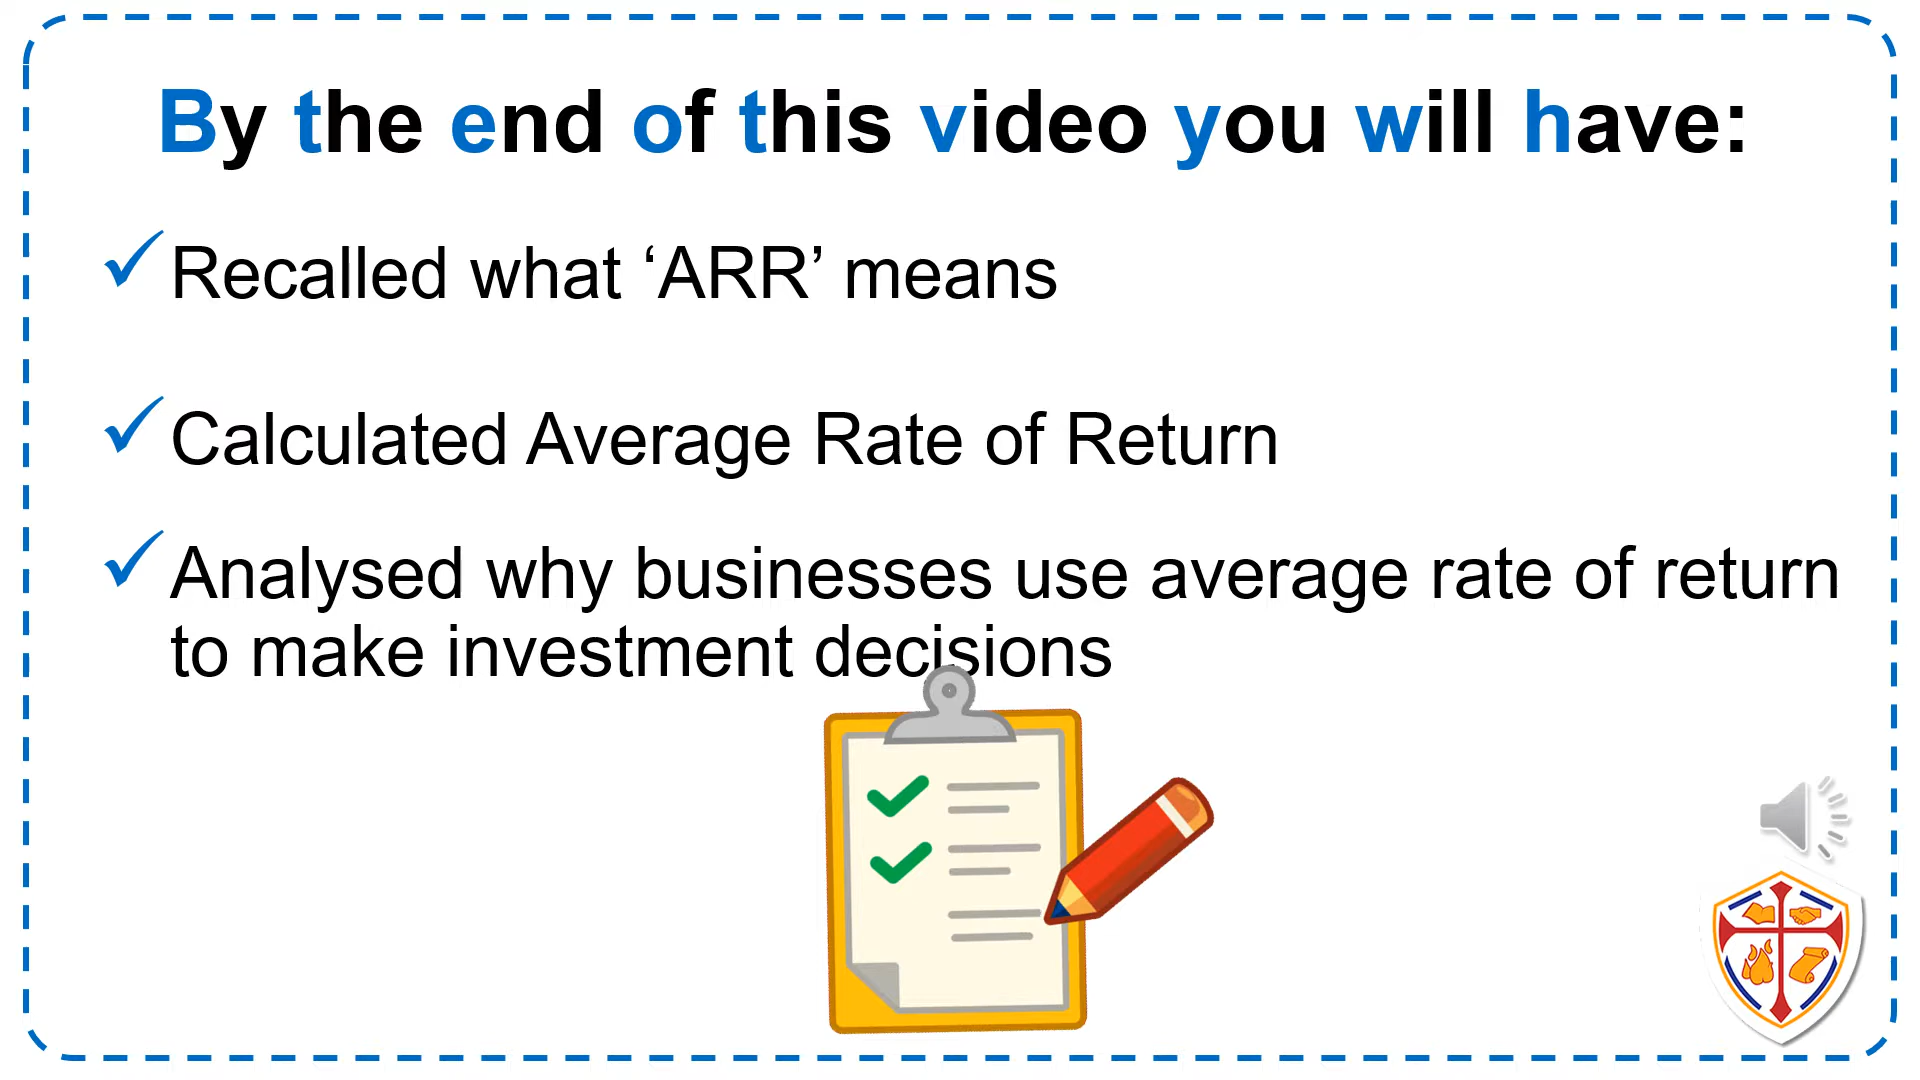 By the end of this video you will have:
Recalled what ‘ARR’ means
Calculated Average Rate of Return
Analysed why businesses use average rate of return
to make investment decisions